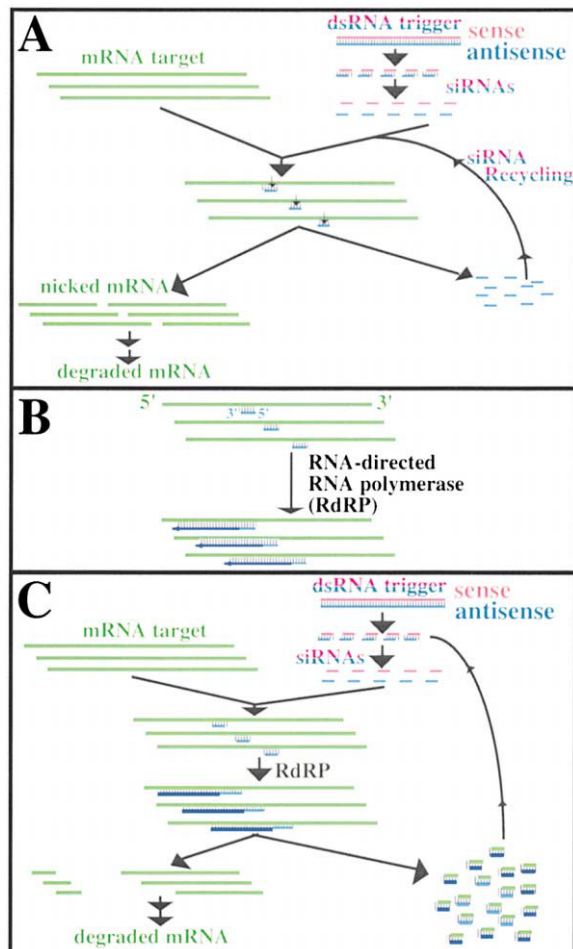 A
dsRNA trigger sense
antisense
mRNA target
siRNAs
siRNA
Recycling
nicked mRNA
degraded mRNA
B
5' 3'
3' 5'
RNA-directed
RNA polymerase
(RdRP)
C
dsRNA trigger sense
antisense
mRNA target
siRNAs
RdRP
degraded mRNA